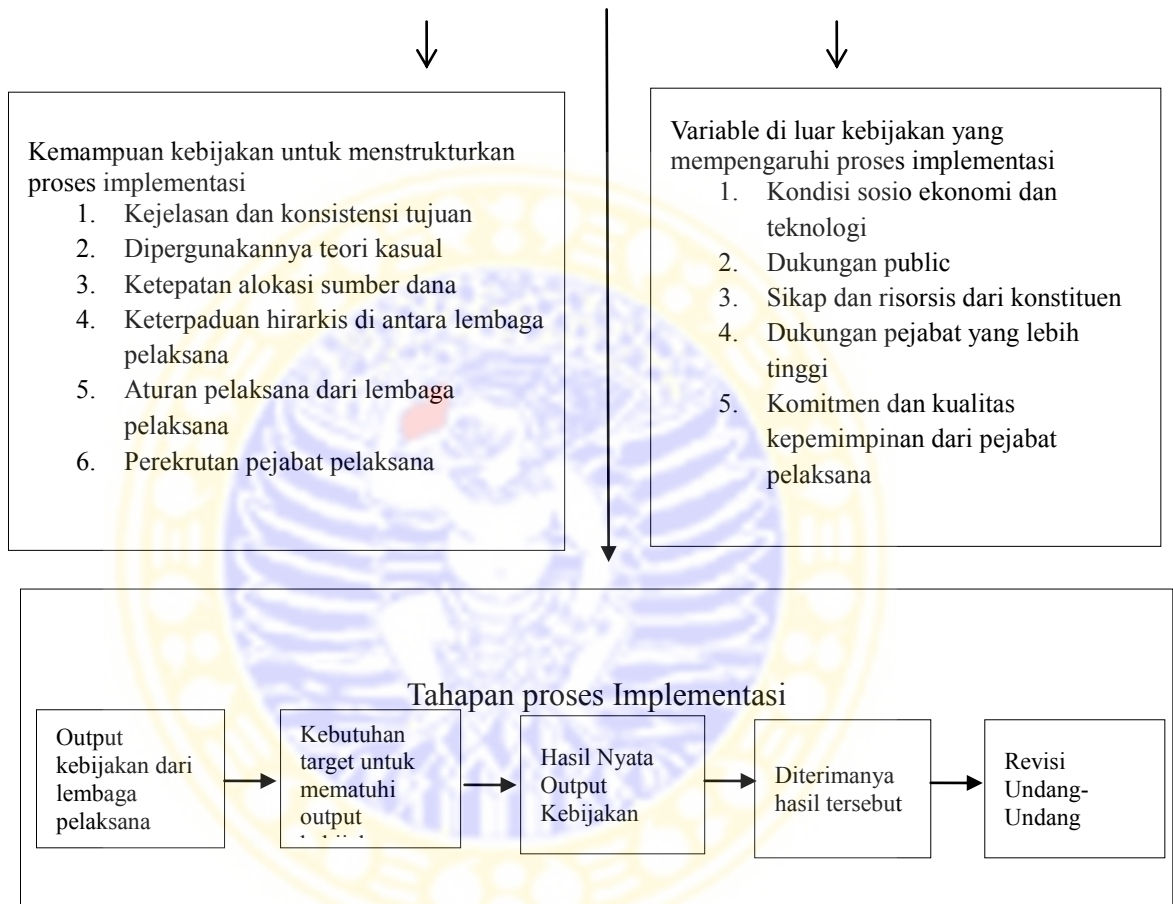 Kemampuan kebijakan untuk menstrukturkan
proses implementasi
1. Kejelasan dan konsistensi tujuan
2. Dipergunakannya teori kasual
3. Ketepatan alokasi sumber dana
4. Keterpaduan hirarkis di antara lembaga
pelaksana
5. Aturan pelaksana dari lembaga
pelaksana
6. Perekrutan pejabat pelaksana
Variable di luar kebijakan yang
mempengaruhi proses implementasi
1. Kondisi sosio ekonomi dan
teknologi
2. Dukungan public
3. Sikap dan risorsis dari konstituen
4. Dukungan pejabat yang lebih
tinggi
5. Komitmen dan kualitas
kepemimpinan dari pejabat
pelaksana
Tahapan proses Implementasi
Output
kebijakan dari
lembaga
pelaksana
Kebutuhan
target untuk
mematuhi
output
Hasil Nyata
Output
Kebijakan
Diterimanya
hasil tersebut
Revisi
Undang-
Undang